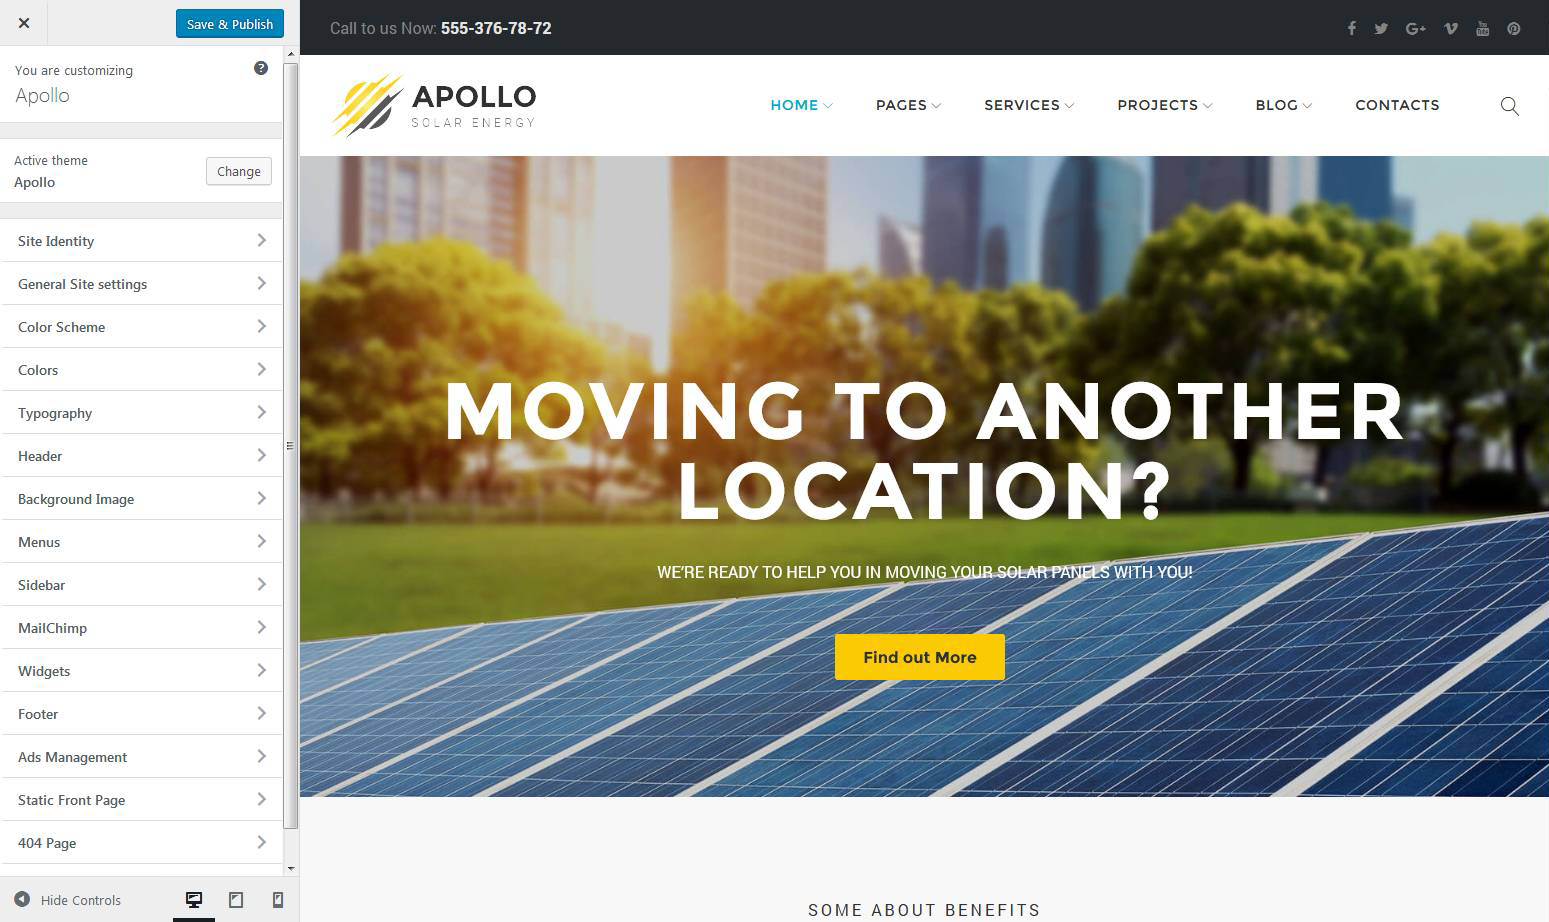 Save & Publish
You are customizing
Apollo
Active theme
Apollo
Change
Site Identity
General Site settings
Color Scheme
Colors
Typography
Header
Background Image
Menus
Sidebar
MailChimp
Widgets
Footer
Ads Management
Static Front Page
404 Page
Hide Controls
Call to us Now: 555-376-78-72
APOLLO
SOLAR ENERGY
HOME PAGES SERVICES PROJECTS BLOG CONTACTS
MOVING TO ANOTHER
LOCATION?
WE'RE READY TO HELP YOU IN MOVING YOUR SOLAR PANELS WITH YOU!
Find out More
SOME ABOUT BENEFITS